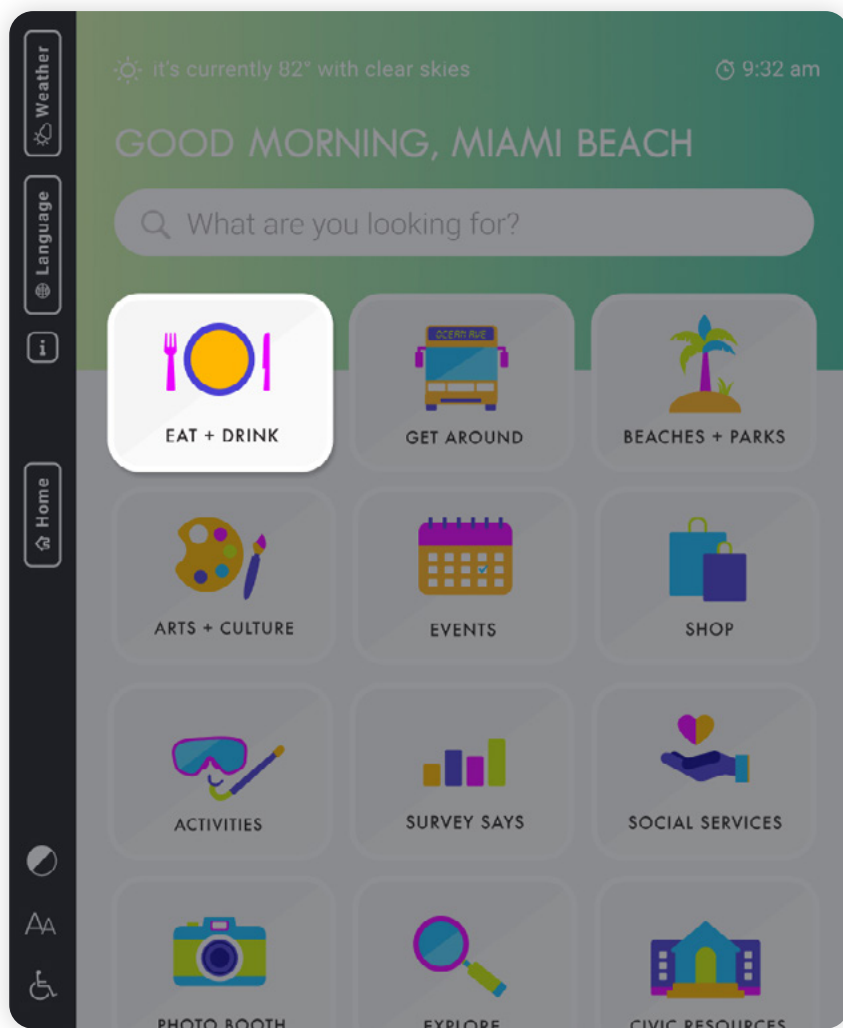 Weather
Language
i
Home
AA
it's currently 82° with clear skies
9:32 am
GOOD MORNING, MIAMI BEACH
What are you looking for?
EAT + DRINK
OCEAN AVE
GET AROUND
BEACHES + PARKS
ARTS + CULTURE
EVENTS
SHOP
ACTIVITIES
SURVEY SAYS
SOCIAL SERVICES
PHOTO BOOTH
EXPLORE
CIVIC RESOURCES